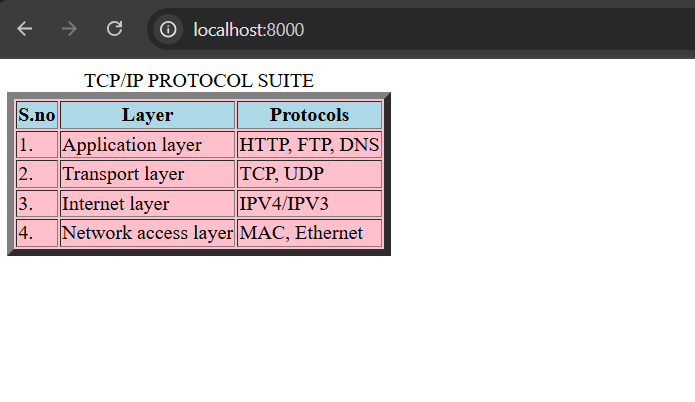 localhost:8000
TCP/IP PROTOCOL SUITE
S.no Layer Protocols
1. Application layer HTTP, FTP, DNS
2. Transport layer TCP, UDP
3. Internet layer IPV4/IPV3
4. Network access layer MAC, Ethernet